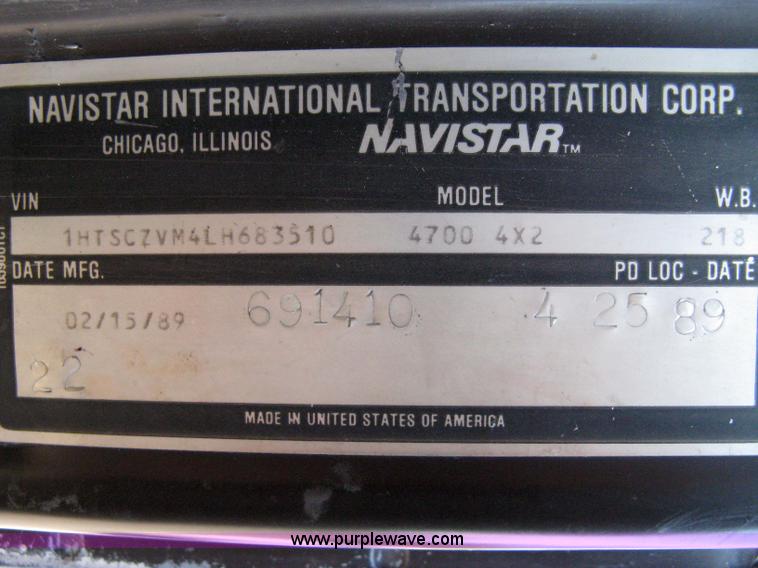 NAVISTAR INTERNATIONAL TRANSPORTATION CORP.
CHICAGO, ILLINOIS NAVISTAR™
VIN MODEL W.B.
1HTSCZVM4LH683510 4700 4X2 218
DATE MFG. PD LOC - DATE
02/15/89 691410 4 25 89
22
MADE IN UNITED STATES OF AMERICA
www.purplewave.com